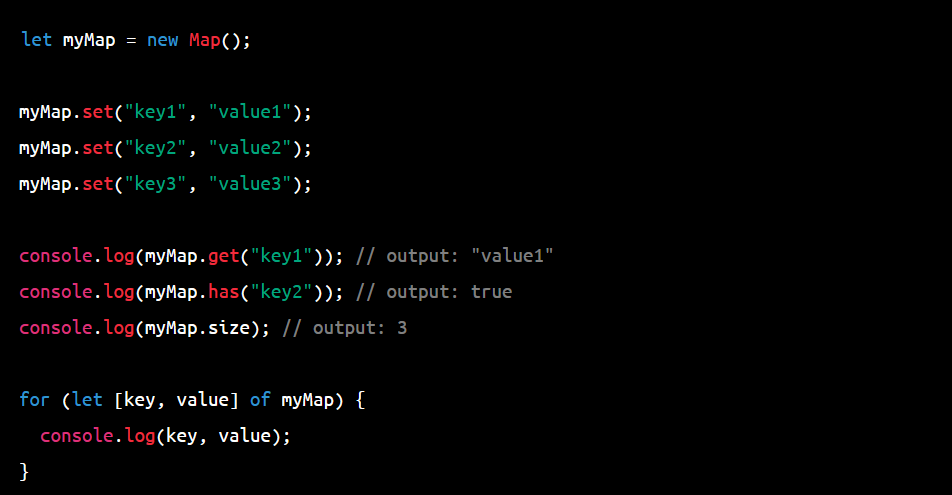 let myMap = new Map();
myMap.set("key1", "value1");
myMap.set("key2", "value2");
myMap.set("key3", "value3");
console.log(myMap.get("key1")); // output: "value1"
console.log(myMap.has("key2")); // output: true
console.log(myMap.size); // output: 3
for (let [key, value] of myMap) {
  console.log(key, value);
}